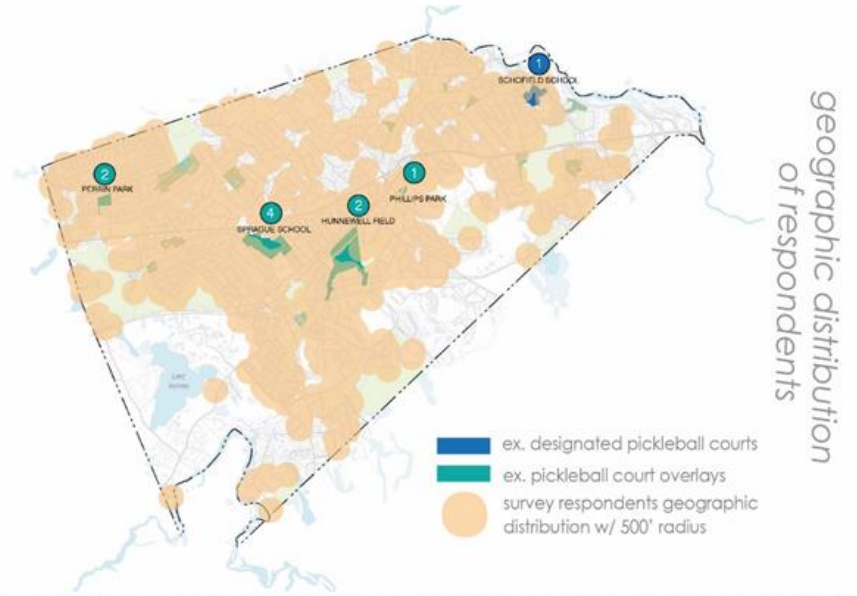 1
SCHOFIELD SCHOOL
2
PERRIN PARK
1
PHILLIPS PARK
4
SPRAGUE SCHOOL
2
HUNNEWELL FIELD
geographic distribution
of respondents
ex. designated pickleball courts
ex. pickleball court overlays
survey respondents geographic
distribution w/ 500' radius